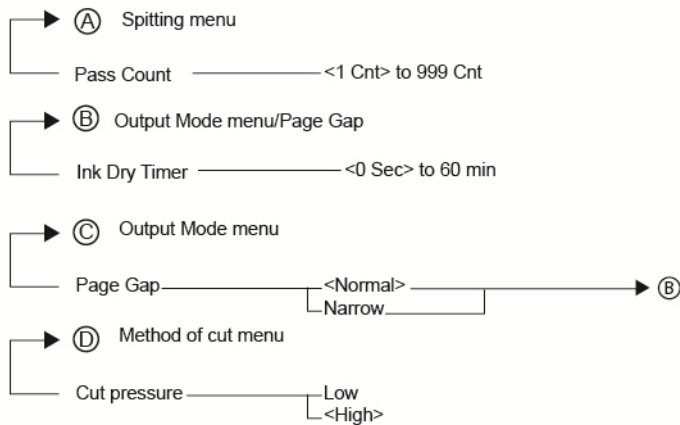 Ⓐ Spitting menu
Pass Count <1 Cnt> to 999 Cnt
Ⓑ Output Mode menu/Page Gap
Ink Dry Timer <0 Sec> to 60 min
Ⓒ Output Mode menu
Page Gap <Normal> Ⓑ
Narrow
Ⓓ Method of cut menu
Cut pressure Low
<High>